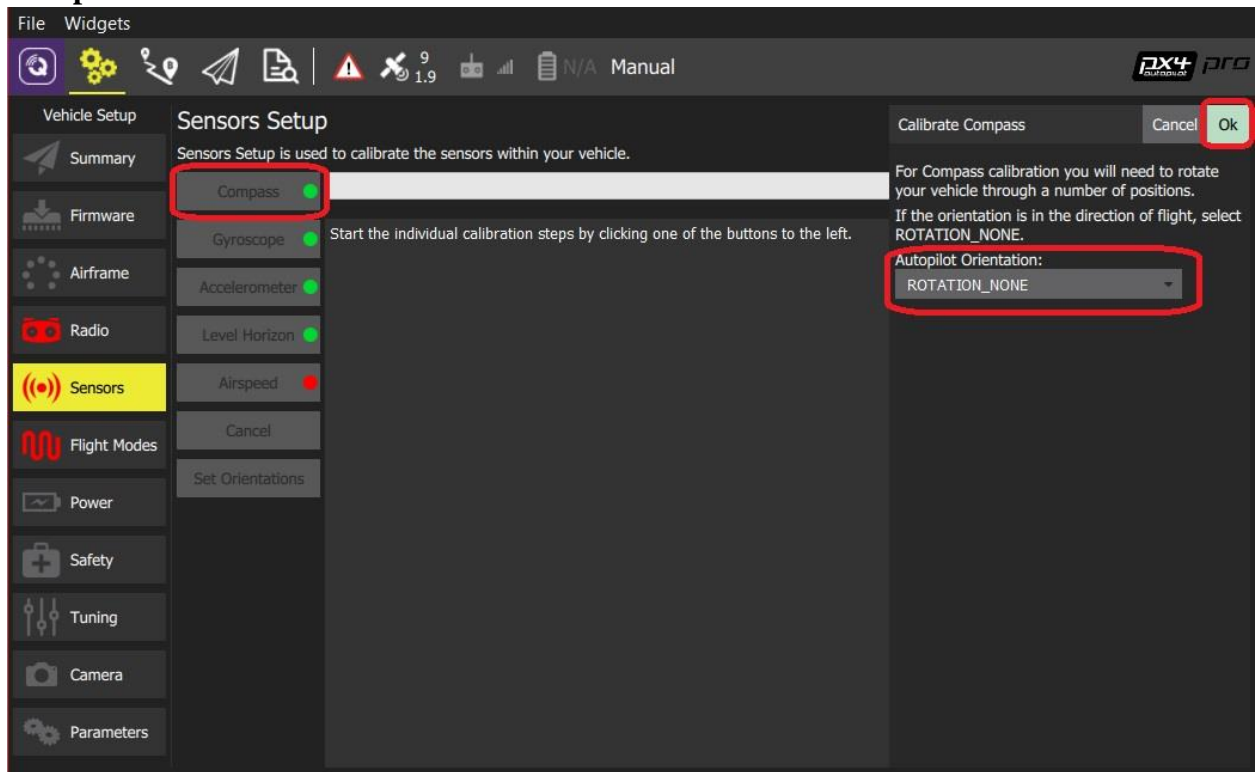 File Widgets
9
1.9
N/A Manual
px4 pro
autopilot
Vehicle Setup
Summary
Firmware
Airframe
Radio
Sensors
Flight Modes
Power
Safety
Tuning
Camera
Parameters
Sensors Setup
Sensors Setup is used to calibrate the sensors within your vehicle.
Compass
Gyroscope
Accelerometer
Level Horizon
Airspeed
Cancel
Set Orientations
Start the individual calibration steps by clicking one of the buttons to the left.
Calibrate Compass Cancel Ok
For Compass calibration you will need to rotate
your vehicle through a number of positions.
If the orientation is in the direction of flight, select
ROTATION_NONE.
Autopilot Orientation:
ROTATION_NONE